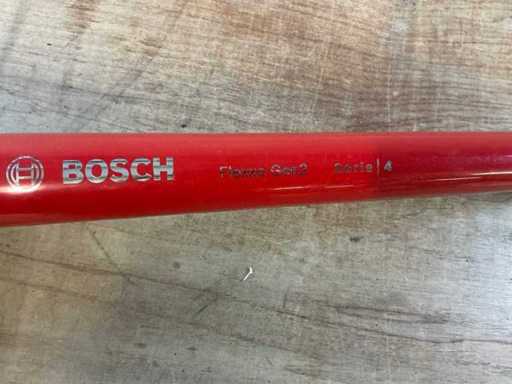 BOSCH Flexxo Gen2 Serie | 4